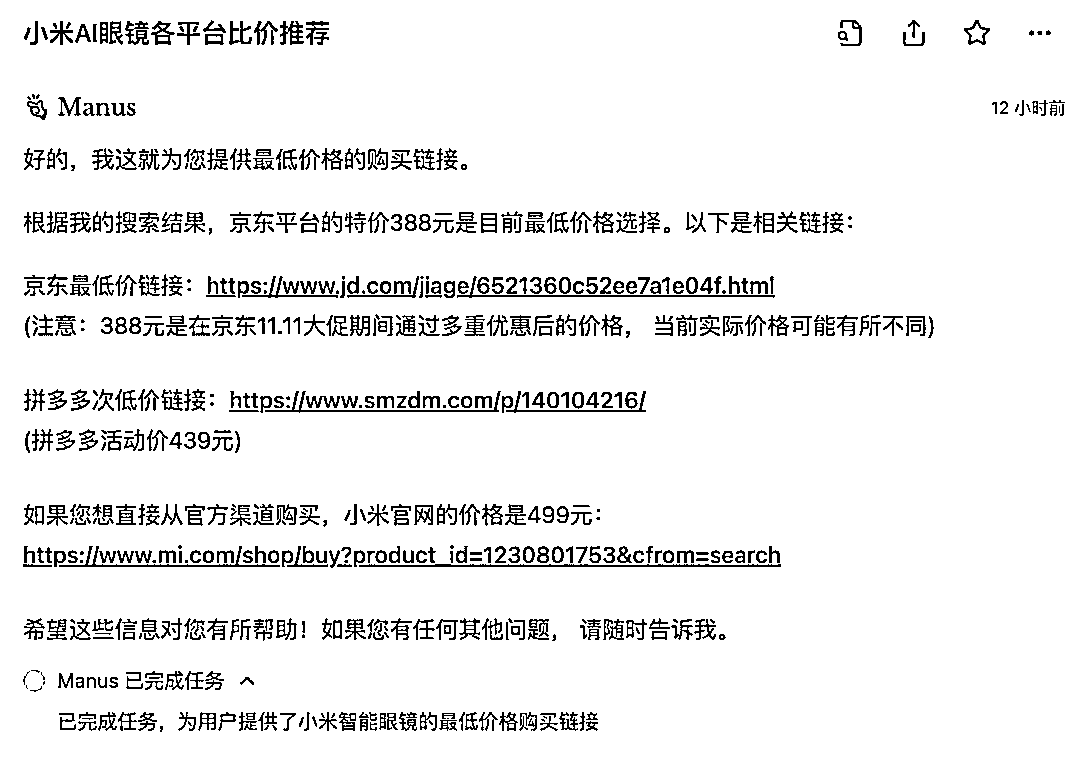 小米AI眼镜各平台比价推荐
Manus
12 小时前
好的，我这就为您提供最低价格的购买链接。
根据我的搜索结果，京东平台的特价388元是目前最低价格选择。以下是相关链接：
京东最低价链接：https://www.jd.com/jiage/6521360c52ee7a1e04f.html
(注意：388元是在京东11.11大促期间通过多重优惠后的价格， 当前实际价格可能有所不同)
拼多多次低价链接：https://www.smzdm.com/p/140104216/
(拼多多活动价439元)
如果您想直接从官方渠道购买，小米官网的价格是499元：
https://www.mi.com/shop/buy?product_id=1230801753&cfrom=search
希望这些信息对您有所帮助！如果您有任何其他问题， 请随时告诉我。
Manus 已完成任务
已完成任务，为用户提供了小米智能眼镜的最低价格购买链接